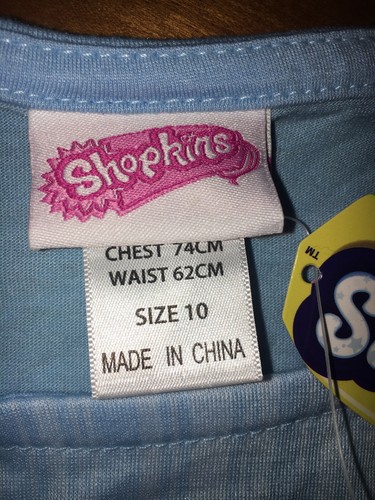 Shopkins
CHEST 74CM
WAIST 62CM
SIZE 10
MADE IN CHINA
TM
S